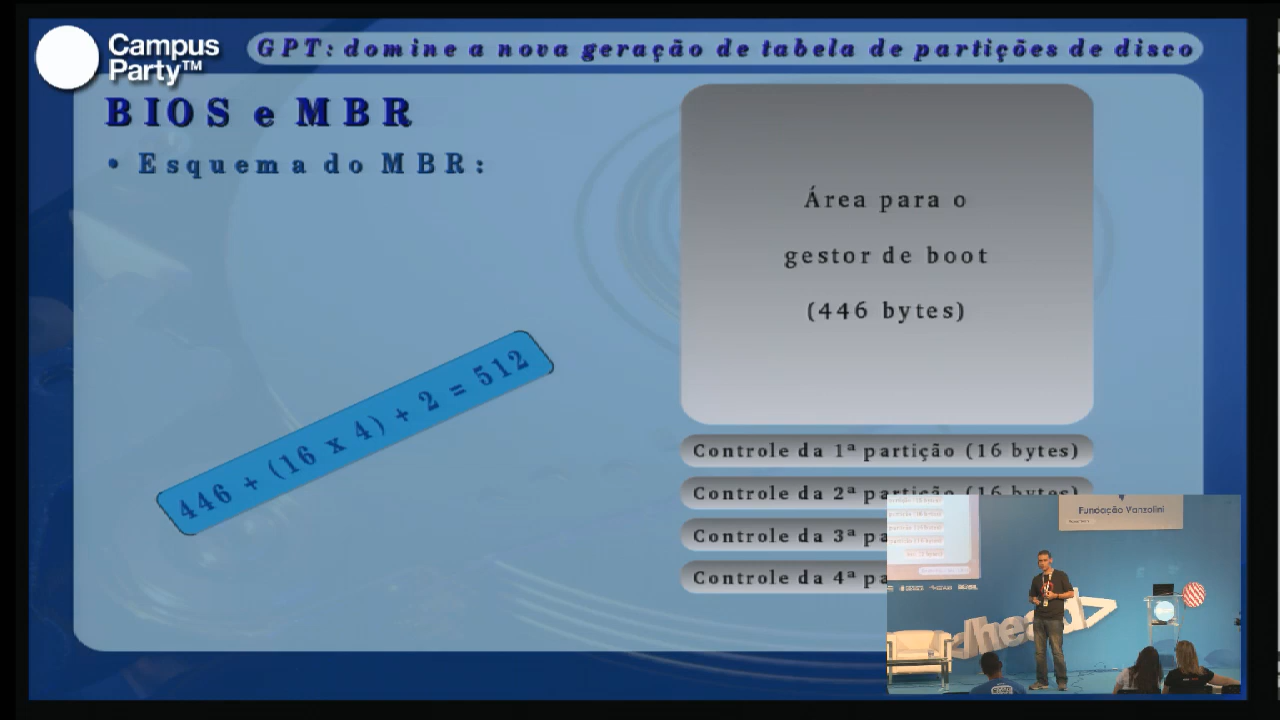 Campus
Party™
GPT: domine a nova geração de tabela de partições de disco
BIOS e MBR
• Esquema do MBR:
Área para o
gestor de boot
(446 bytes)
446 + (16 x 4) + 2 = 512
Controle da 1ª partição (16 bytes)
Controle da 2ª partição (16 bytes)
Controle da 3ª pa
Controle da 4ª pa
Fundação Vanzolini
head